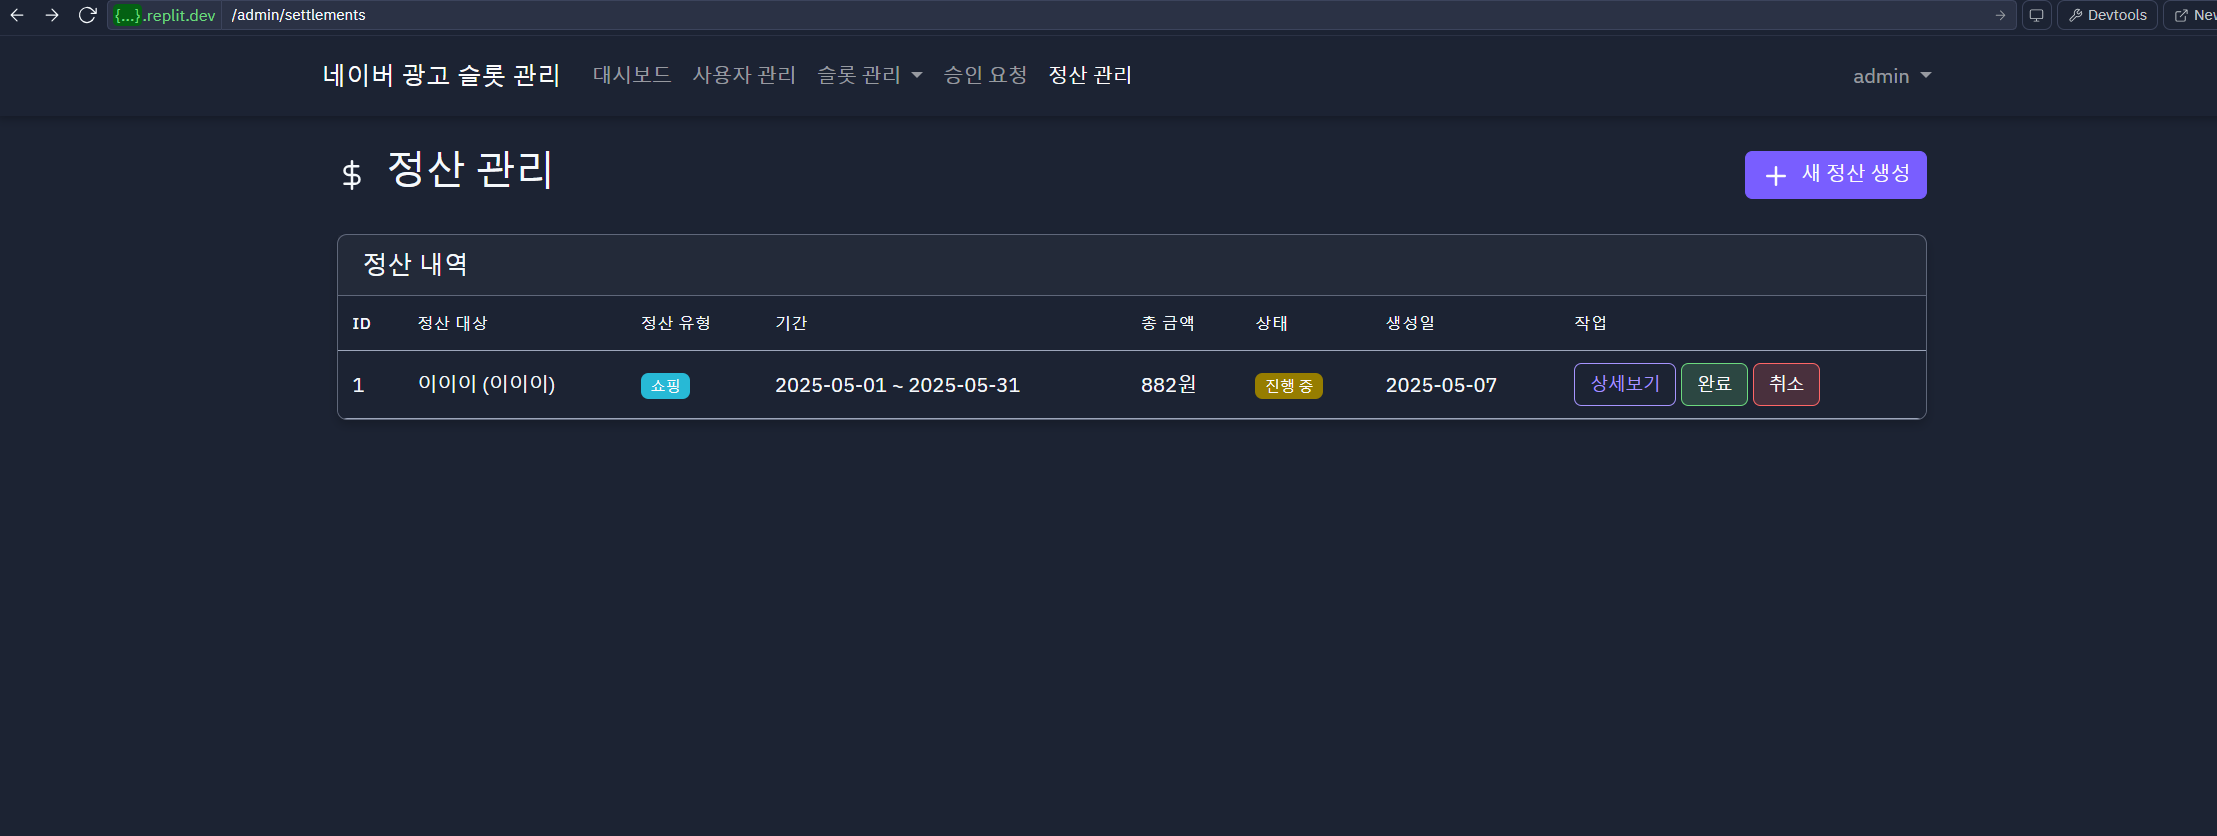 {...}.replit.dev /admin/settlements Devtools
네이버 광고 슬롯 관리 대시보드 사용자 관리 슬롯 관리 승인 요청 정산 관리 admin
$ 정산 관리 + 새 정산 생성
정산 내역
ID 정산 대상 정산 유형 기간 총 금액 상태 생성일 작업
1 이이이 (이이이) 쇼핑 2025-05-01 ~ 2025-05-31 882원 진행 중 2025-05-07 상세보기 완료 취소